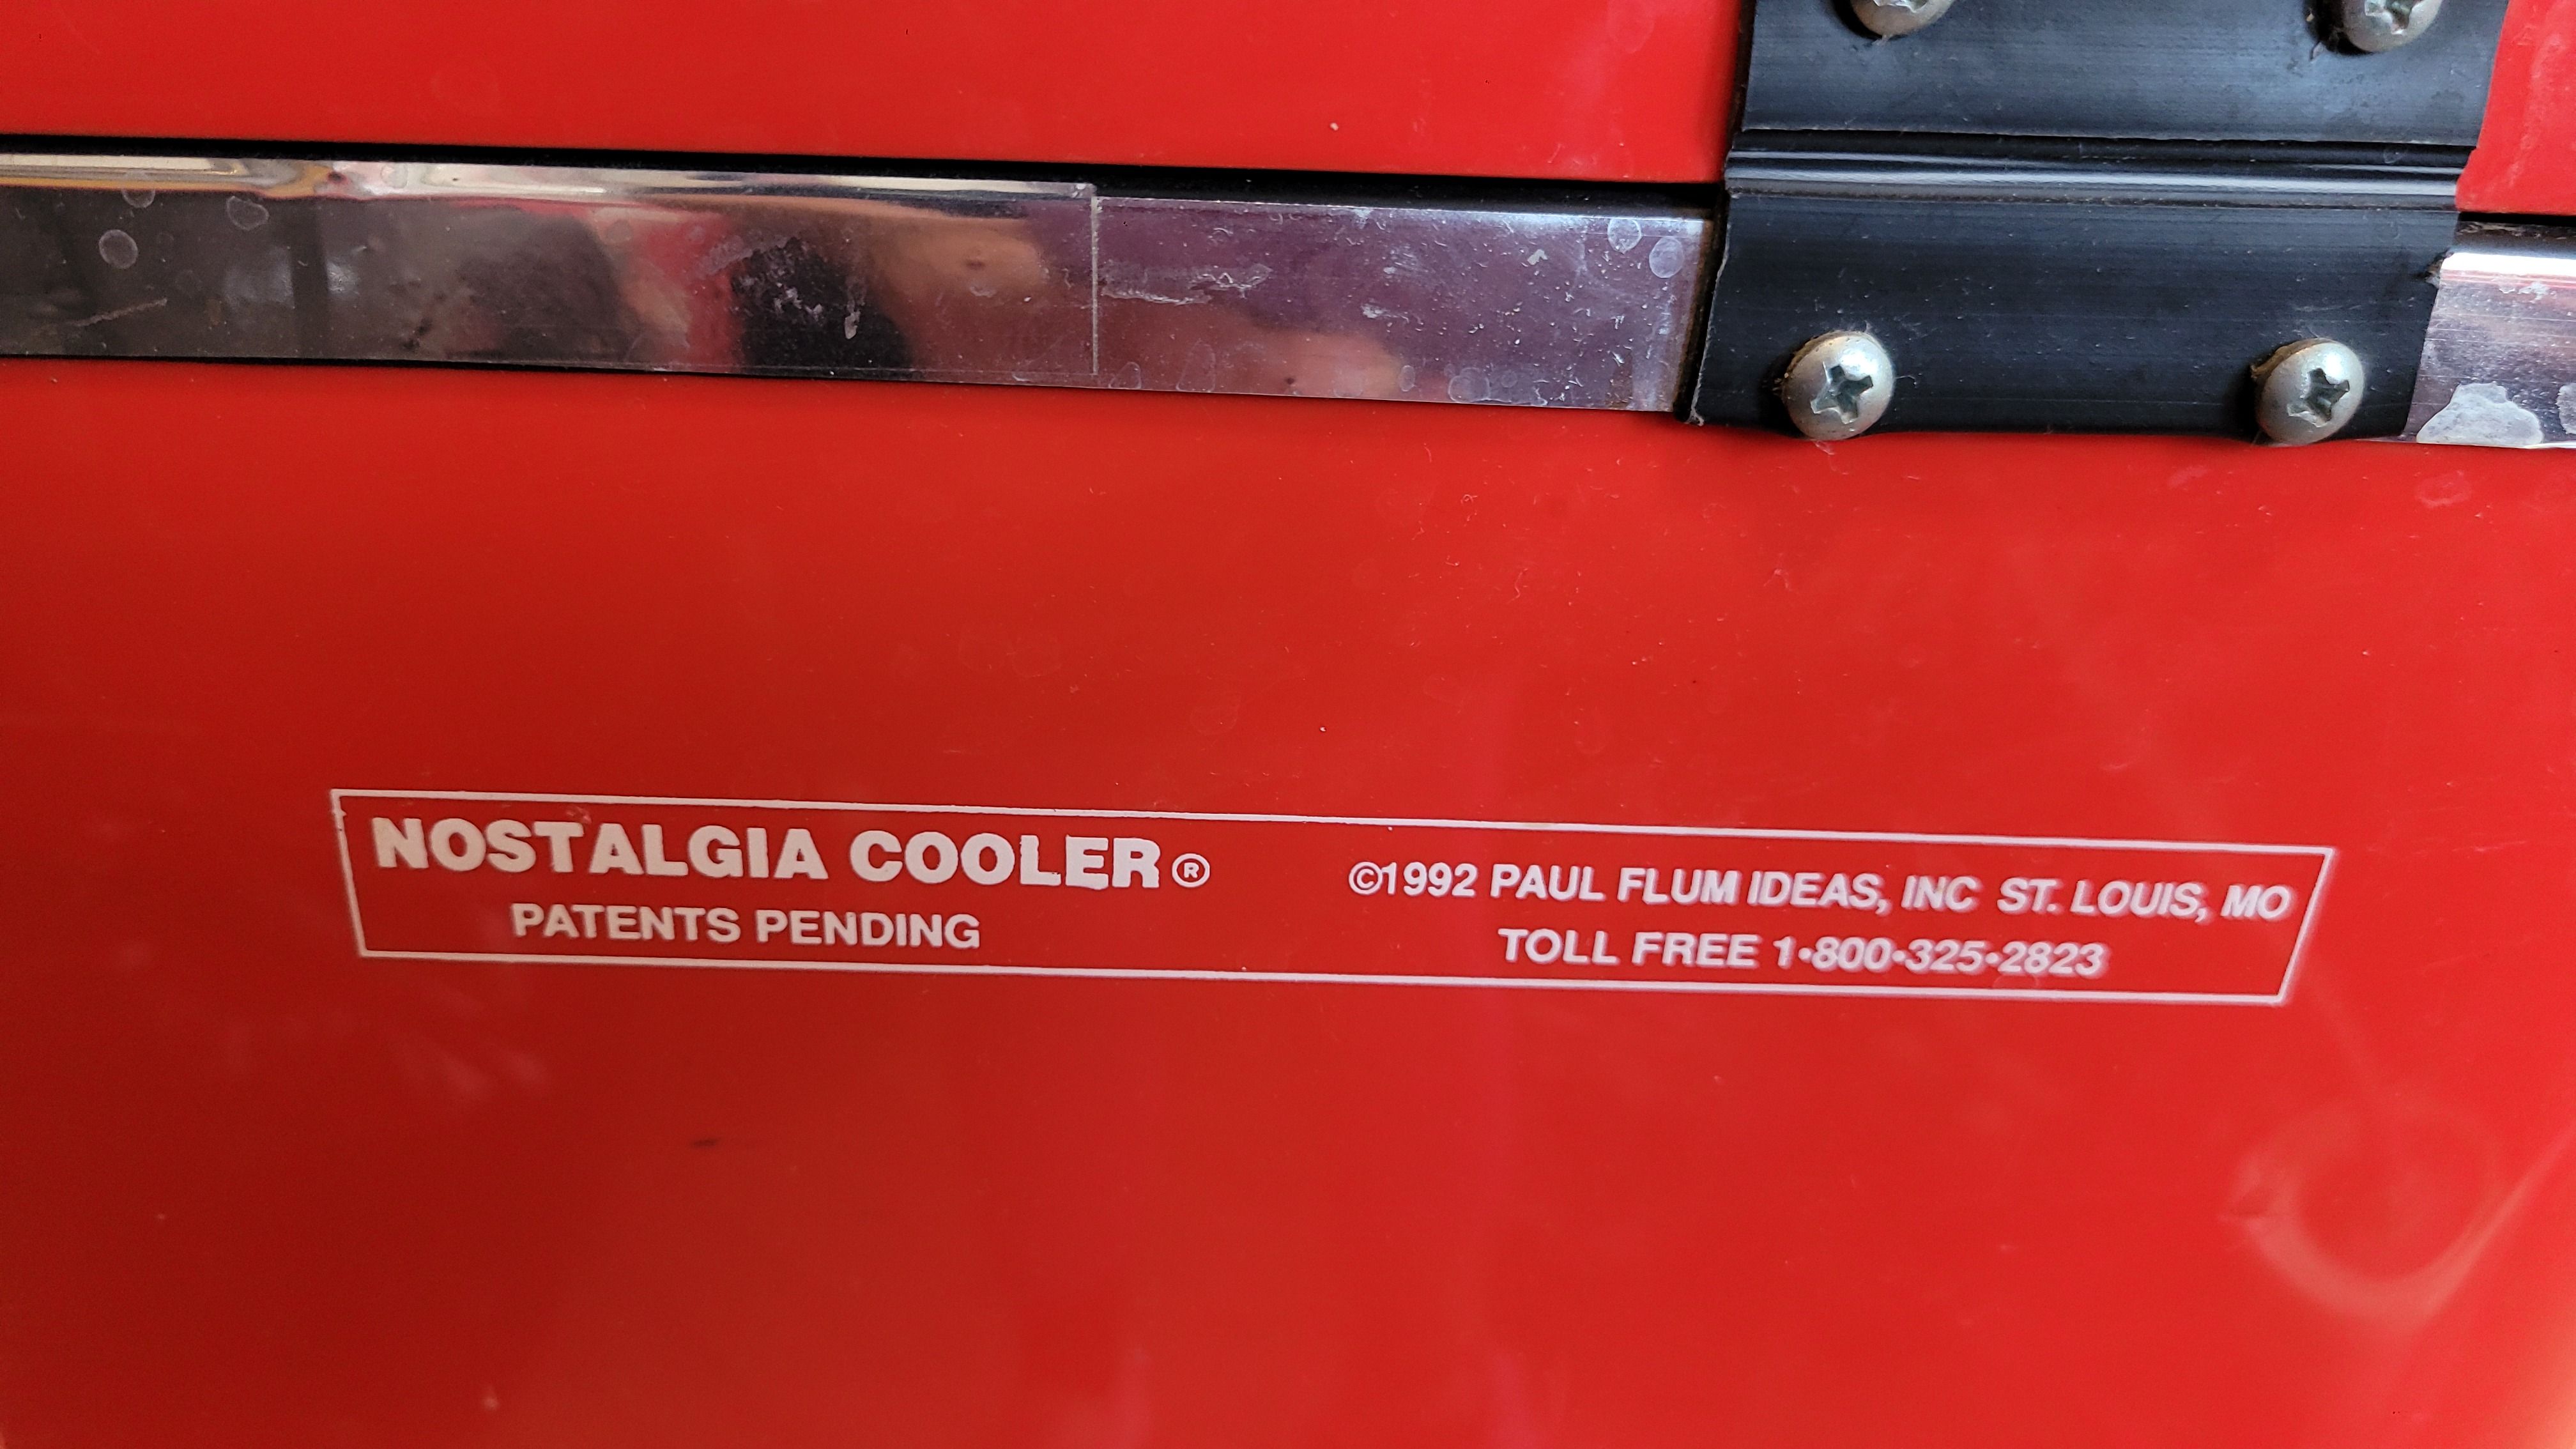 NOSTALGIA COOLER®
PATENTS PENDING
©1992 PAUL FLUM IDEAS, INC ST. LOUIS, MO
TOLL FREE 1•800•325•2823